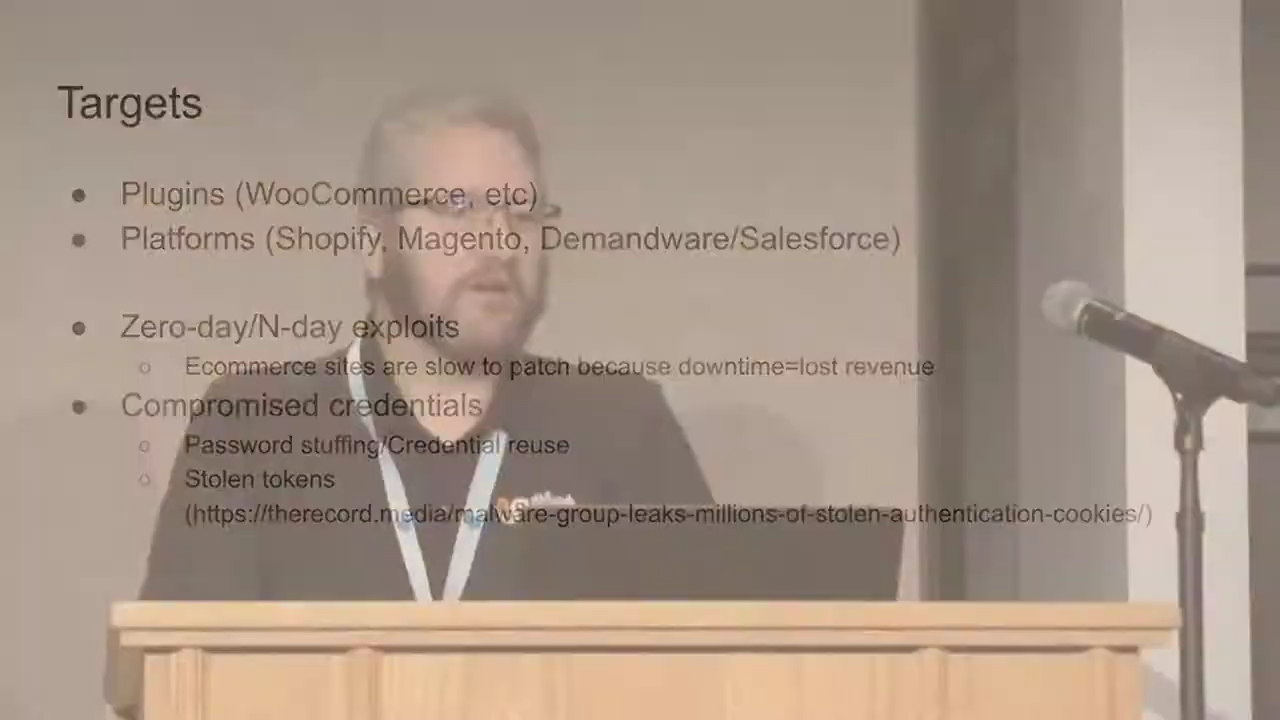 Targets
Plugins (WooCommerce, etc)
Platforms (Shopify, Magento, Demandware/Salesforce)
Zero-day/N-day exploits
Ecommerce sites are slow to patch because downtime=lost revenue
Compromised credentials
Password stuffing/Credential reuse
Stolen tokens
(https://therecord.media/malware-group-leaks-millions-of-stolen-authentication-cookies/)